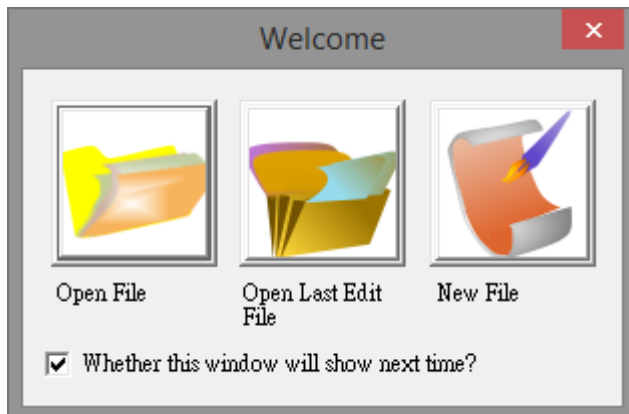 Welcome
Open File
Open Last Edit
File
New File
Whether this window will show next time?